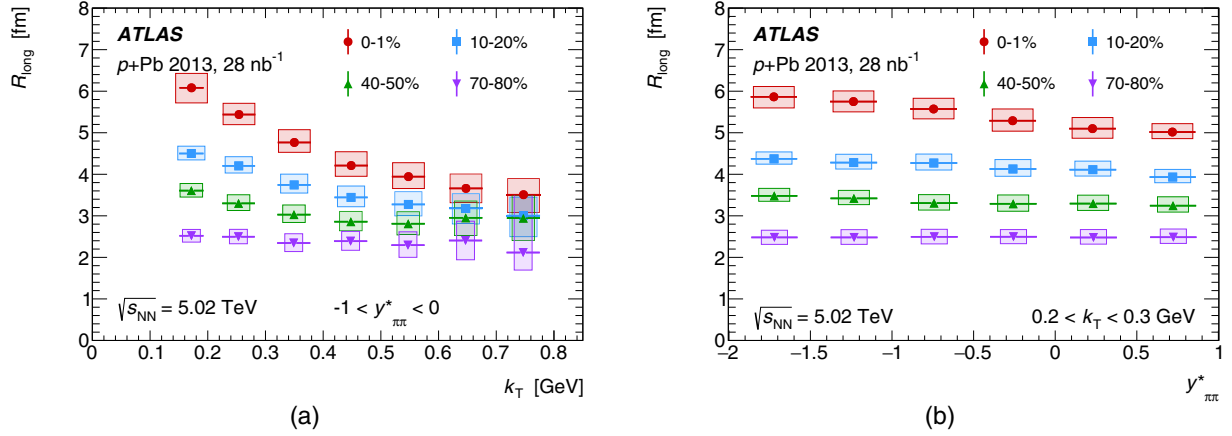 ATLAS
p+Pb 2013, 28 nb⁻¹
0-1%
10-20%
40-50%
70-80%
R_long [fm]
8
7
6
5
4
3
2
1
0
√s_NN = 5.02 TeV
-1 < y*_ππ < 0
0 0.1 0.2 0.3 0.4 0.5 0.6 0.7 0.8
k_T [GeV]
(a)
ATLAS
p+Pb 2013, 28 nb⁻¹
0-1%
10-20%
40-50%
70-80%
R_long [fm]
8
7
6
5
4
3
2
1
0
√s_NN = 5.02 TeV
0.2 < k_T < 0.3 GeV
−2 −1.5 −1 −0.5 0 0.5 1
y*_ππ
(b)